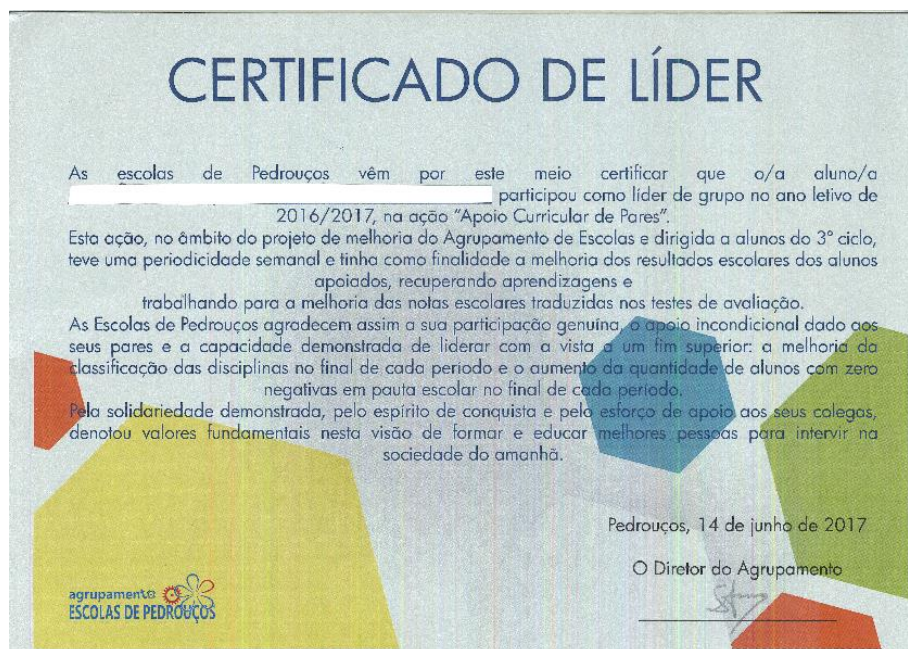 CERTIFICADO DE LÍDER
As escolas de Pedrouços vêm por este meio certificar que o/a aluno/a
participou como líder de grupo no ano letivo de
2016/2017, na ação "Apoio Curricular de Pares".
Esta ação, no âmbito do projeto de melhoria do Agrupamento de Escolas e dirigida a alunos do 3º ciclo,
teve uma periodicidade semanal e tinha como finalidade a melhoria dos resultados escolares dos alunos
apoiados, recuperando aprendizagens e
trabalhando para a melhoria das notas escolares traduzidas nos testes de avaliação.
As Escolas de Pedrouços agradecem assim a sua participação genuína, o apoio incondicional dado aos
seus pares e a capacidade demonstrada de liderar com a vista a um fim superior: a melhoria da
classificação das disciplinas no final de cada período e o aumento da quantidade de alunos com zero
negativas em pauta escolar no final de cada período.
Pela solidariedade demonstrada, pelo espírito de conquista e pelo esforço de apoio aos seus colegas,
denotou valores fundamentais nesta visão de formar e educar melhores pessoas para intervir na
sociedade do amanhã.
Pedrouços, 14 de junho de 2017
O Diretor do Agrupamento
agrupamento
ESCOLAS DE PEDROUÇOS